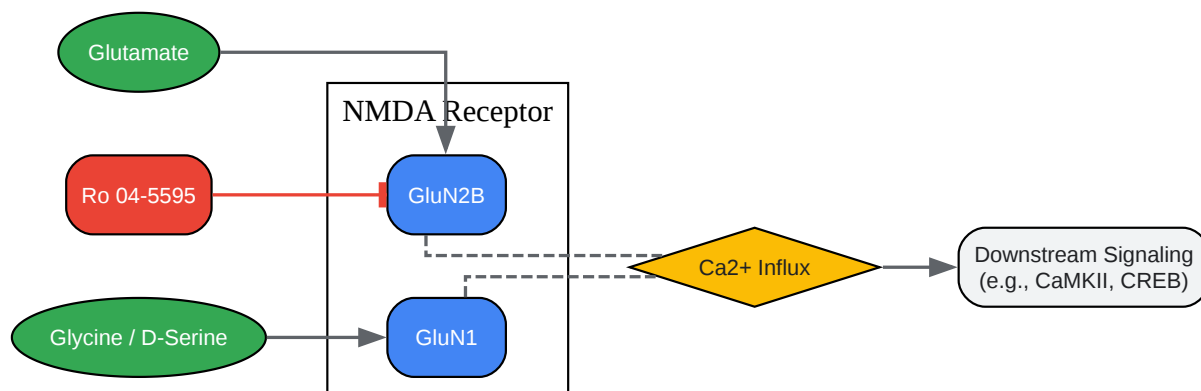 Glutamate
NMDA Receptor
Ro 04-5595
GluN2B
Ca2+ Influx
Downstream Signaling
(e.g., CaMKII, CREB)
Glycine / D-Serine
GluN1